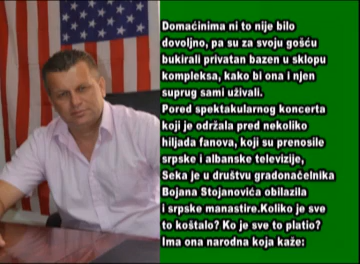 Domaćinima ni to nije bilo
dovoljno, pa su za svoju gošću
bukirali privatan bazen u sklopu
kompleksa, kako bi ona i njen
suprug sami uživali.
Pored spektakularnog koncerta
koji je održala pred nekoliko
hiljada fanova, koji su prenosile
srpske i albanske televizije,
Seka je u društvu gradonačelnika
Bojana Stojanovića obilazila
i srpske manastire.Koliko je sve
to koštalo? Ko je sve to platio?
Ima ona narodna koja kaže: